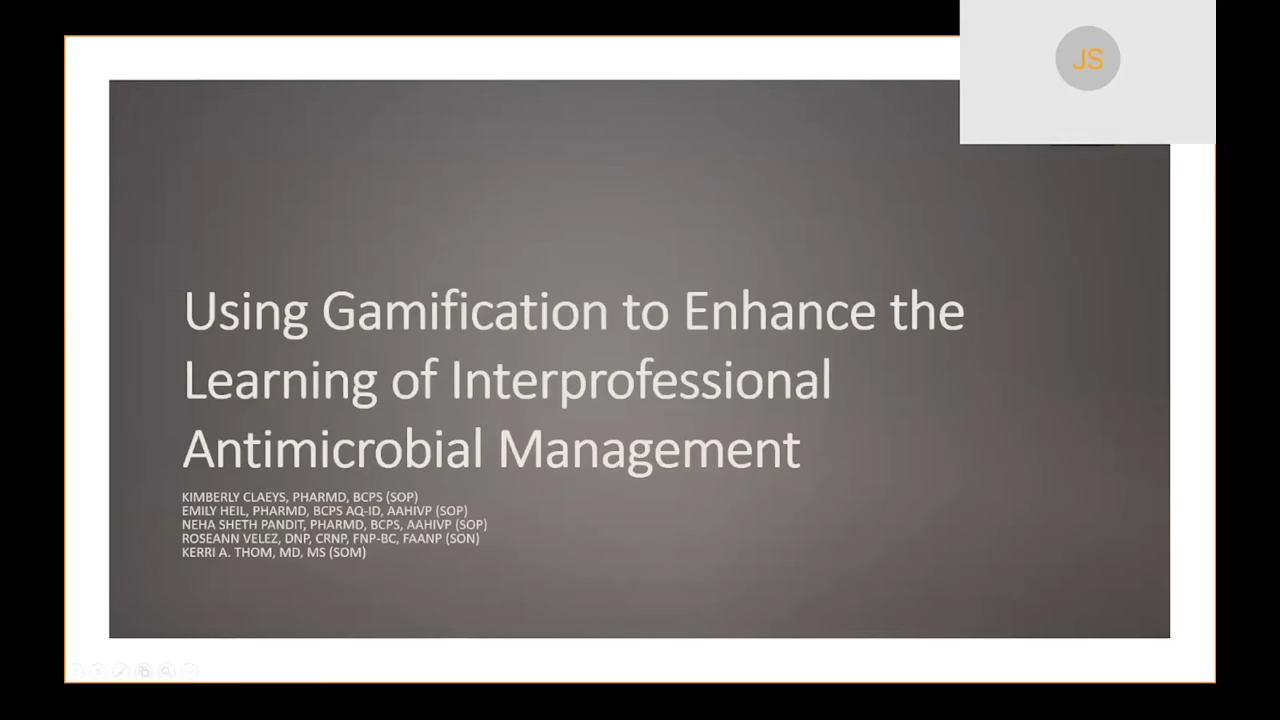 JS
Using Gamification to Enhance the
Learning of Interprofessional
Antimicrobial Management
KIMBERLY CLAEYS, PHARMD, BCPS (SOP)
EMILY HEIL, PHARMD, BCPS AQ-ID, AAHIVP (SOP)
NEHA SHETH PANDIT, PHARMD, BCPS, AAHIVP (SOP)
ROSEANN VELEZ, DNP, CRNP, FNP-BC, FAANP (SON)
KERRI A. THOM, MD, MS (SOM)